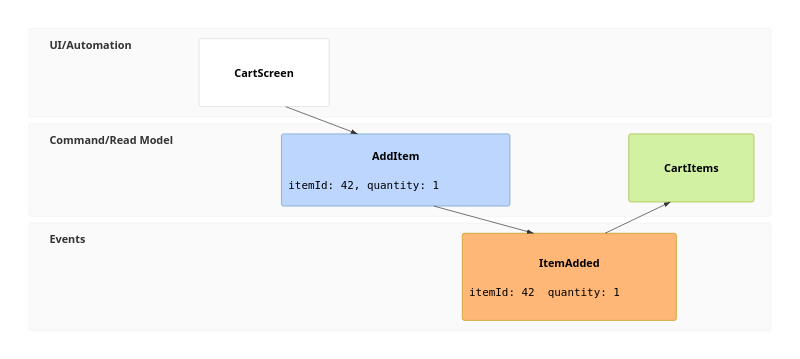 UI/Automation
CartScreen
Command/Read Model
AddItem
itemId: 42, quantity: 1
CartItems
Events
ItemAdded
itemId: 42  quantity: 1